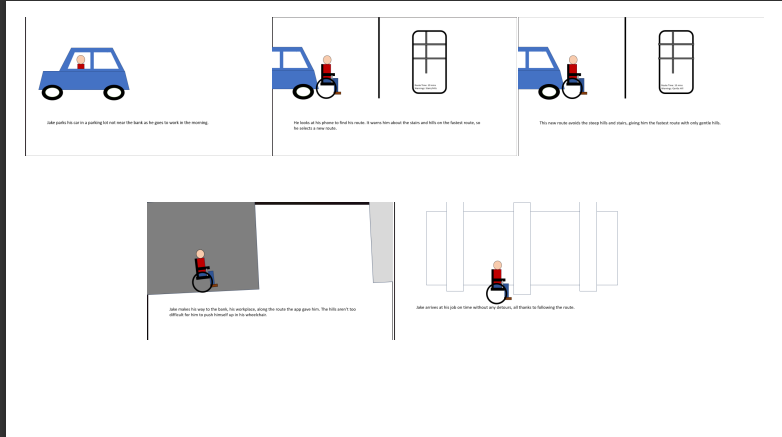 Jake parks his car in a parking lot not near the bank as he goes to work in the morning.
He looks at his phone to find his route. It warns him about the stairs and hills on the fastest route, so
he selects a new route.
This new route avoids the steep hills and stairs, giving him the fastest route with only gentle hills.
Jake makes his way to the bank, his workplace, along the route the app gave him. The hills aren't too
difficult for him to push himself up in his wheelchair.
Jake arrives at his job on time without any detours, all thanks to following the route.